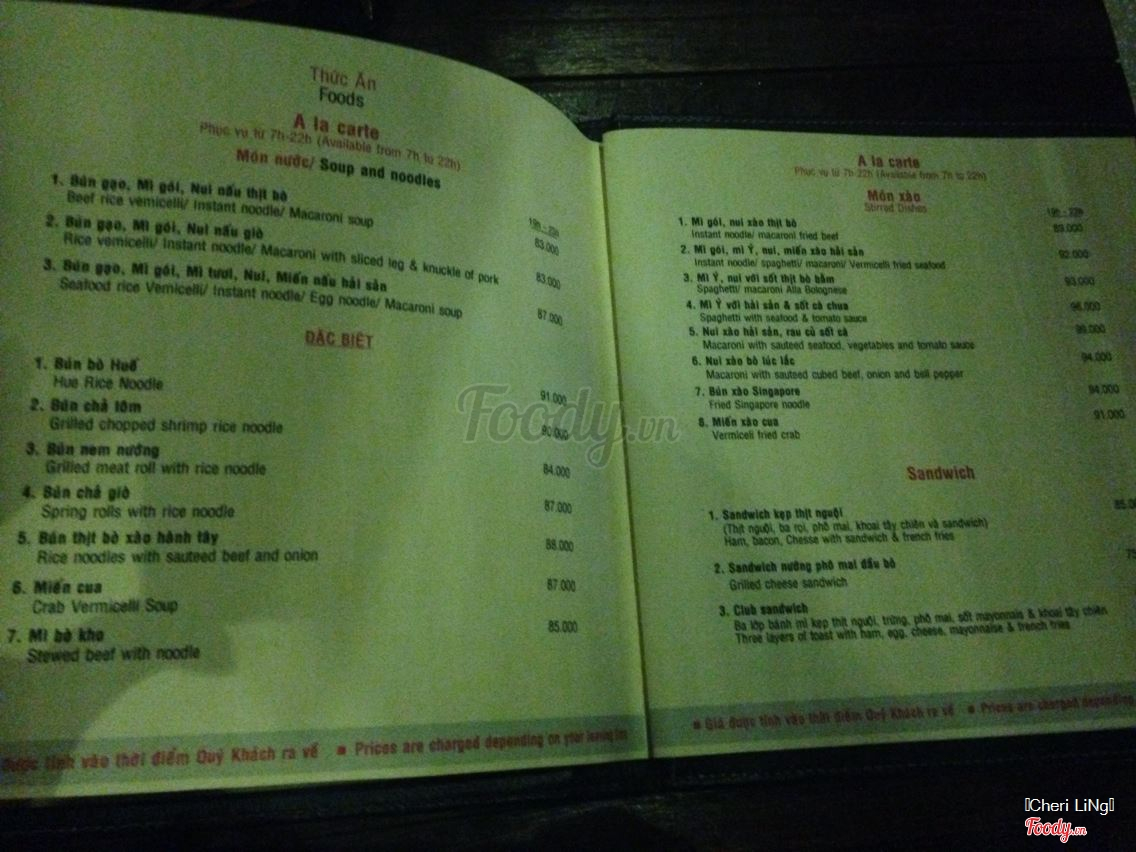 Thức Ăn
Foods
A la carte
Phục vụ từ 7h-22h (Available from 7h to 22h)
Món nước/ Soup and noodles
19h - 22h
1. Bún gạo, Mì gói, Nui nấu thịt bò 83.000
Beef rice vemicelli/ Instant noodle/ Macaroni soup
2. Bún gạo, Mì gói, Nui nấu giò 83.000
Rice vemicelli/ Instant noodle/ Macaroni with sliced leg & knuckle of pork
3. Bún gạo, Mì gói, Mì tươi, Nui, Miến nấu hải sản 87.000
Seafood rice Vermicelli/ Instant noodle/ Egg noodle/ Macaroni soup
ĐẶC BIỆT
1. Bún bò Huế 91.000
Hue Rice Noodle
2. Bún chả tôm 90.000
Grilled chopped shrimp rice noodle
3. Bún nem nướng 84.000
Grilled meat roll with rice noodle
4. Bún chả giò 87.000
Spring rolls with rice noodle
5. Bún thịt bò xào hành tây 88.000
Rice noodles with sauteed beef and onion
6. Miến cua 87.000
Crab Vermicelli Soup
7. Mì bò kho 85.000
Stewed beef with noodle
được tính vào thời điểm Quý Khách ra về ■ Prices are charged depending on your leaving
A la carte
Phục vụ từ 7h-22h (Available from 7h to 22h)
Món xào
Stirred Dishes
19h - 22h
1. Mì gói, nui xào thịt bò 89.000
Instant noodle/ macaroni fried beef
2. Mì gói, mì Ý, nui, miến xào hải sản 92.000
Instant noodle/ spaghetti/ macaroni/ Vermicelli fried seafood
3. Mì Ý, nui với sốt thịt bò bằm 93.000
Spaghetti/ macaroni Alla Bolognese
4. Mì Ý với hải sản & sốt cà chua 96.000
Spaghetti with seafood & tomato sauce
5. Nui xào hải sản, rau củ sốt cà
Macaroni with sauteed seafood, vegetables and tomato sauce
6. Nui xào bò lúc lắc 94.000
Macaroni with sauteed cubed beef, onion and bell pepper
7. Bún xào Singapore 94.000
Fried Singapore noodle
8. Miến xào cua 91.000
Vermiceli fried crab
Sandwich
1. Sandwich kẹp thịt nguội
(Thịt nguội, ba rọi, phô mai, khoai tây chiên và sandwich)
Ham, bacon, Chesse with sandwich & french fries
2. Sandwich nướng phô mai đầu bò
Grilled cheese sandwich
3. Club sandwich
Ba lớp bánh mì kẹp thịt nguội, trứng, phô mai, sốt mayonnais & khoai tây chiên
Three layers of toast with ham, egg, cheese, mayonnaise & french fries
■ Giá được tính vào thời điểm Quý Khách ra về ■ Prices are charged depending
Foody.vn
Cheri LiNg
Foody.vn